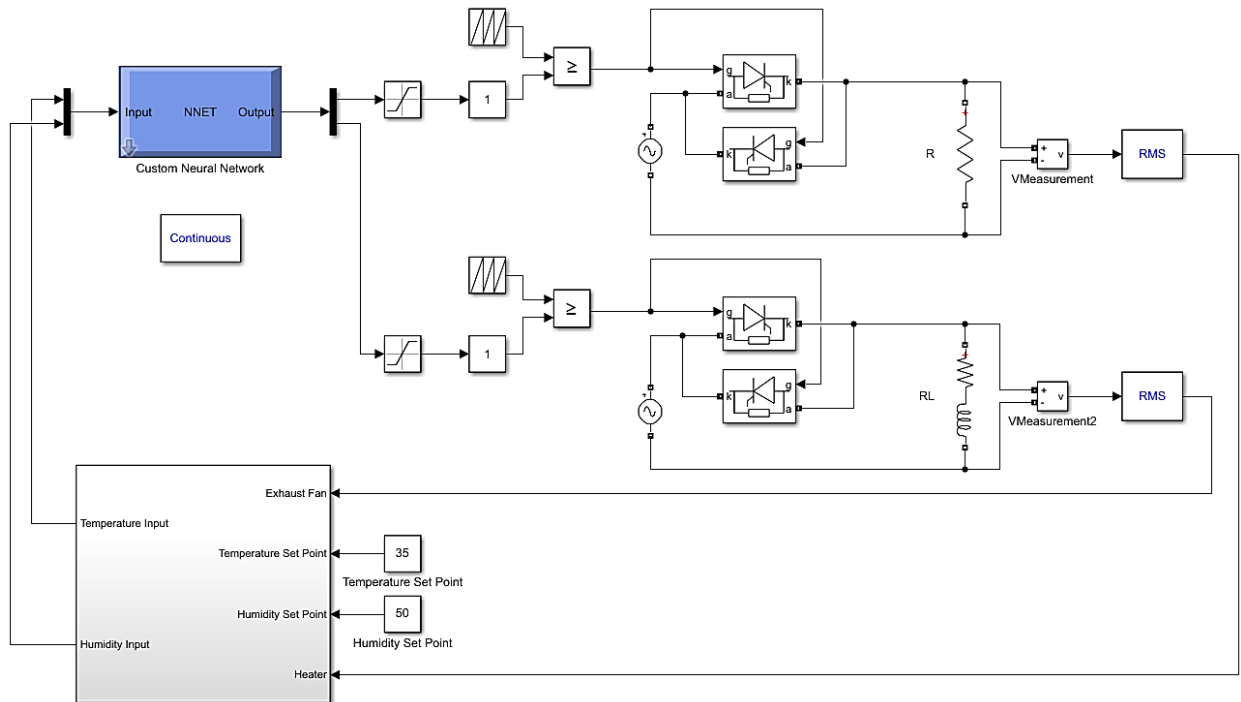 Input NNET Output
Custom Neural Network
Continuous
1
≥
g
k
a
g
k
a
R
+
-
v
VMeasurement
RMS
1
≥
g
k
a
g
k
a
RL
+
-
v
VMeasurement2
RMS
Exhaust Fan
Temperature Input
Temperature Set Point
35
Temperature Set Point
Humidity Set Point
50
Humidity Set Point
Humidity Input
Heater